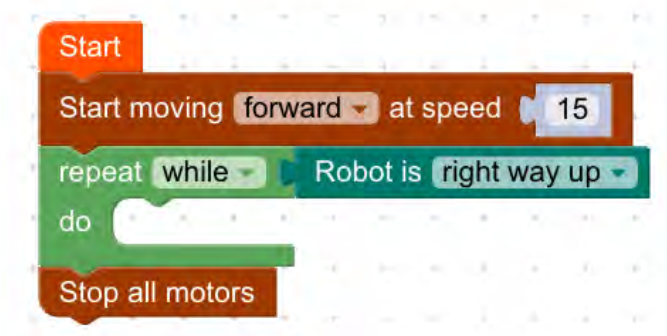 Start
Start moving forward at speed 15
repeat while Robot is right way up
do
Stop all motors